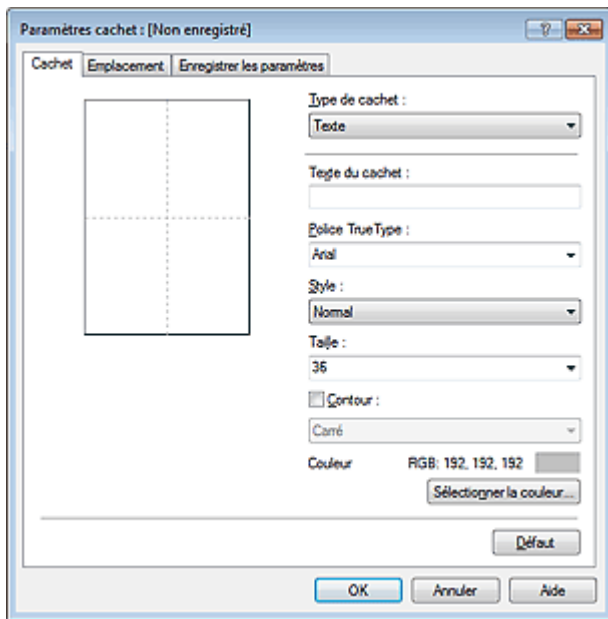 Paramètres cachet : [Non enregistré]
Cachet Emplacement Enregistrer les paramètres
Type de cachet :
Texte
Texte du cachet :
Police TrueType :
Arial
Style :
Normal
Taille :
36
Contour :
Carré
Couleur RGB: 192, 192, 192
Sélectionner la couleur...
Défaut
OK Annuler Aide